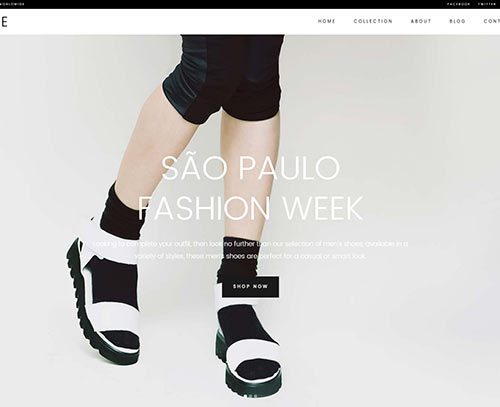 WORLDWIDE FACEBOOK TWITTER
E HOME COLLECTION ABOUT BLOG CONT
SÃO PAULO
FASHION WEEK
Looking to complete your outfit, then look no further than our selection of men's shoes, available in a
variety of styles, these men's shoes are perfect for a casual or smart look.
SHOP NOW